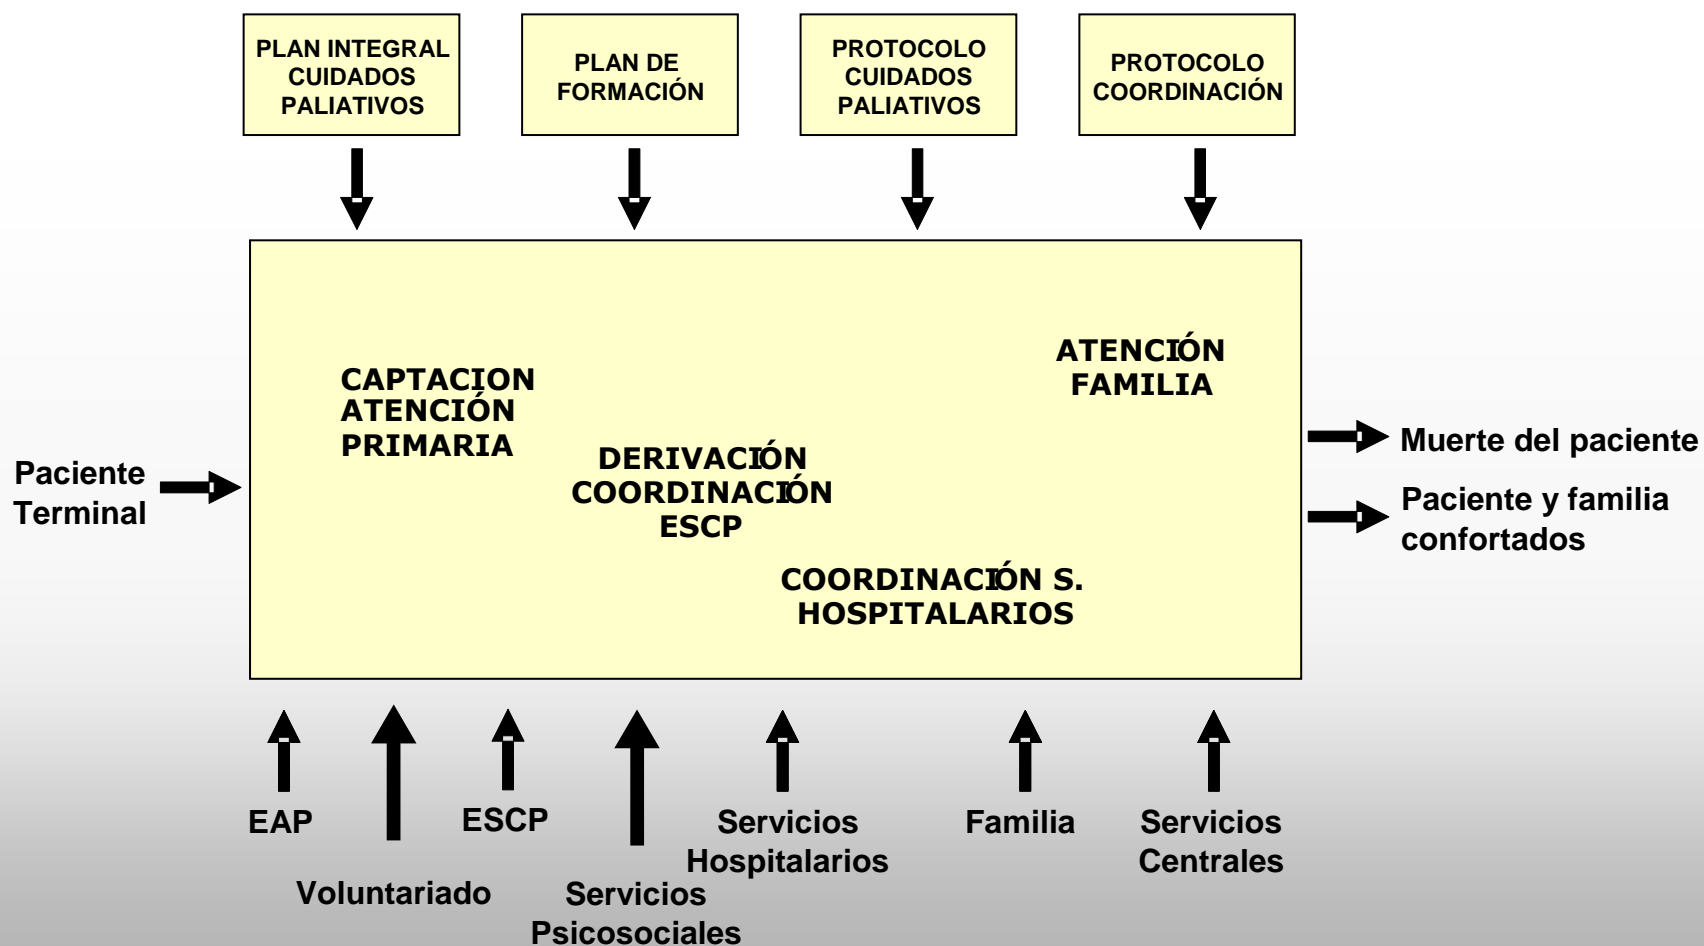 PLAN INTEGRAL
CUIDADOS
PALIATIVOS
PLAN DE
FORMACIÓN
PROTOCOLO
CUIDADOS
PALIATIVOS
PROTOCOLO
COORDINACIÓN
CAPTACION
ATENCIÓN
PRIMARIA
DERIVACIÓN
COORDINACIÓN
ESCP
COORDINACIÓN S.
HOSPITALARIOS
ATENCIÓN
FAMILIA
Paciente
Terminal
Muerte del paciente
Paciente y familia
confortados
EAP
Voluntariado
ESCP
Servicios
Psicosociales
Servicios
Hospitalarios
Familia
Servicios
Centrales